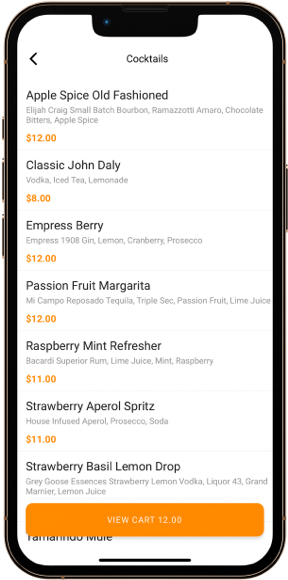 Cocktails
Apple Spice Old Fashioned
Elijah Craig Small Batch Bourbon, Ramazzotti Amaro, Chocolate
Bitters, Apple Spice
$12.00
Classic John Daly
Vodka, Iced Tea, Lemonade
$8.00
Empress Berry
Empress 1908 Gin, Lemon, Cranberry, Prosecco
$12.00
Passion Fruit Margarita
Mi Campo Reposado Tequila, Triple Sec, Passion Fruit, Lime Juice
$12.00
Raspberry Mint Refresher
Bacardi Superior Rum, Lime Juice, Mint, Raspberry
$11.00
Strawberry Aperol Spritz
House Infused Aperol, Prosecco, Soda
$11.00
Strawberry Basil Lemon Drop
Grey Goose Essences Strawberry Lemon Vodka, Liquor 43, Grand
Marnier, Lemon Juice
VIEW CART 12.00
Tamarindo Mule